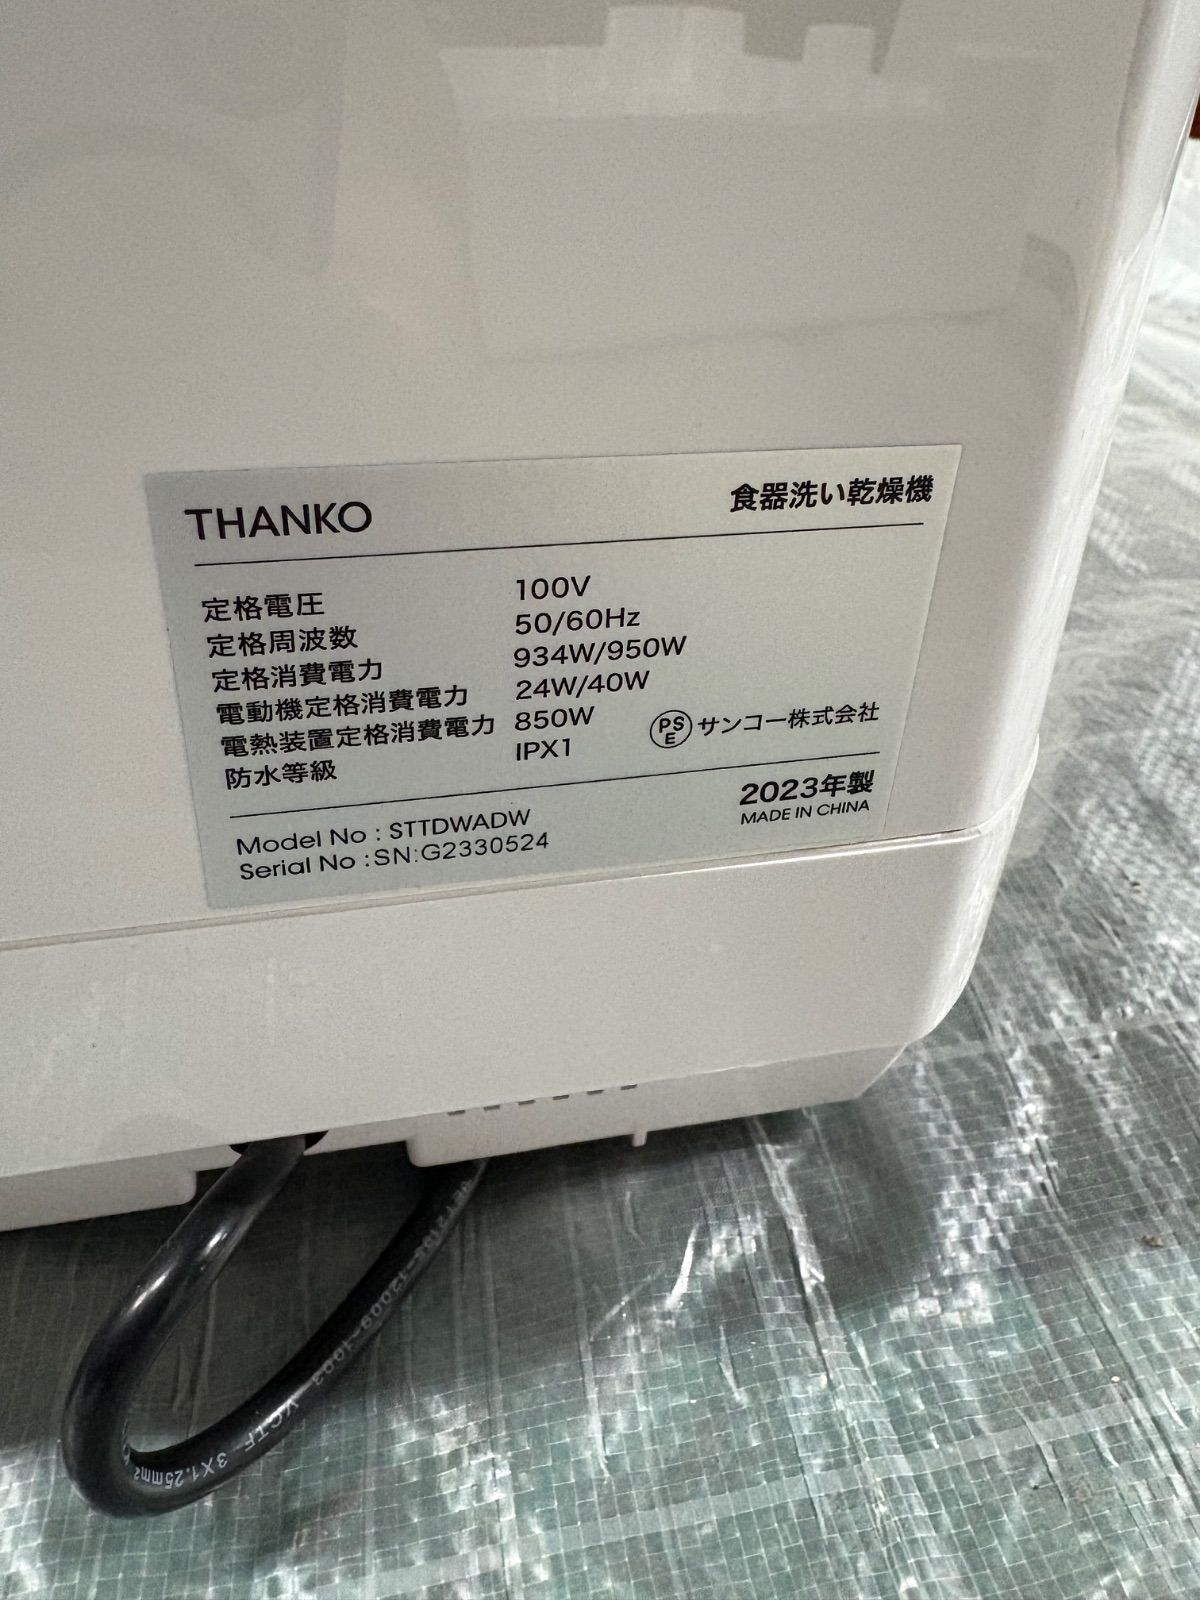 THANKO
食器洗い乾燥機
定格電圧 100V
定格周波数 50/60Hz
定格消費電力 934W/950W
電動機定格消費電力 24W/40W
電熱装置定格消費電力 850W
防水等級 IPX1
PSE サンコー株式会社
Model No : STTDWADW
Serial No :SN:G2330524
2023年製
MADE IN CHINA
VCTF 3X1.25mm²